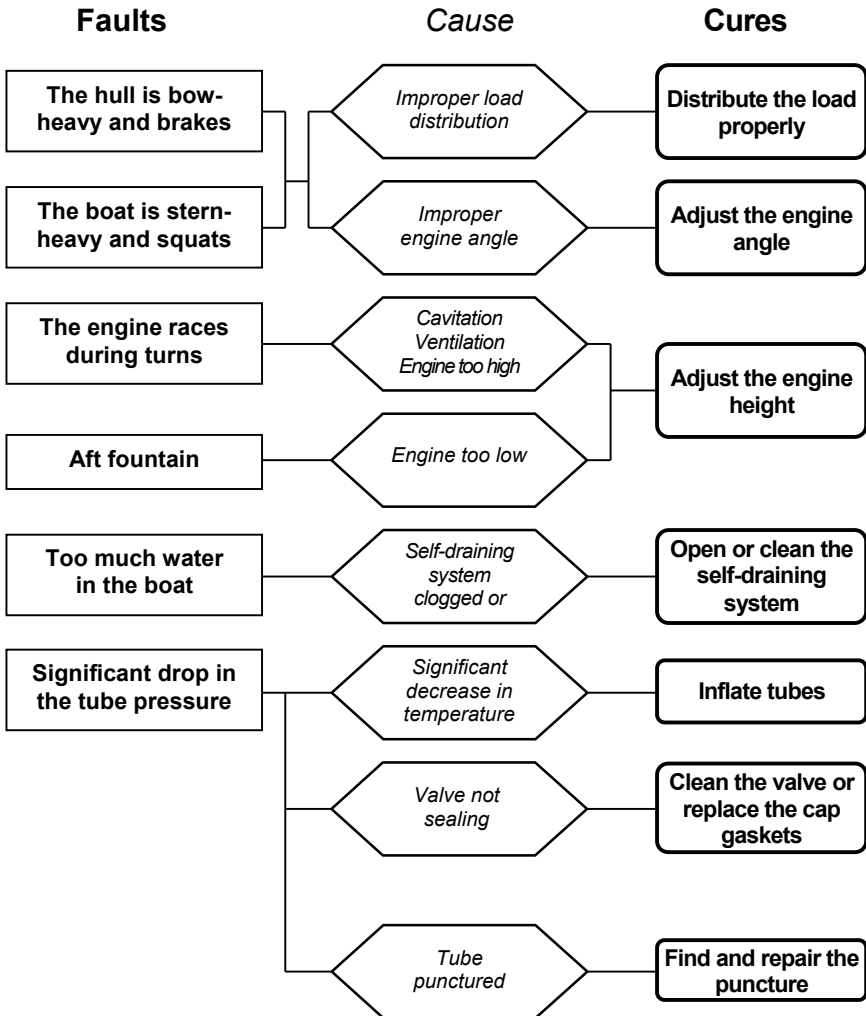 Faults
Cause
Cures
The hull is bow-
heavy and brakes
Improper load
distribution
Distribute the load
properly
The boat is stern-
heavy and squats
Improper
engine angle
Adjust the engine
angle
The engine races
during turns
Cavitation
Ventilation
Engine too high
Adjust the engine
height
Aft fountain
Engine too low
Too much water
in the boat
Self-draining
system
clogged or
Open or clean the
self-draining
system
Significant drop in
the tube pressure
Significant
decrease in
temperature
Inflate tubes
Valve not
sealing
Clean the valve or
replace the cap
gaskets
Tube
punctured
Find and repair the
puncture